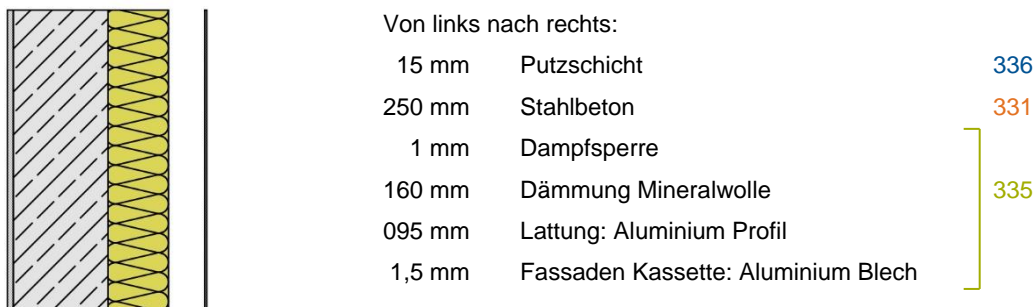 Von links nach rechts:
15 mm Putzschicht 336
250 mm Stahlbeton 331
1 mm Dampfsperre
160 mm Dämmung Mineralwolle 335
095 mm Lattung: Aluminium Profil
1,5 mm Fassaden Kassette: Aluminium Blech